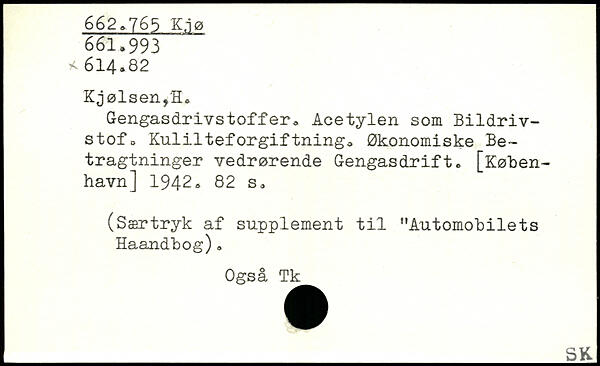 662.765 Kjø
661.993
× 614.82
Kjølsen,H.
Gengasdrivstoffer. Acetylen som Bildriv-
stof. Kulilteforgiftning. Økonomiske Be-
tragtninger vedrørende Gengasdrift. [Køben-
havn] 1942. 82 s.
(Særtryk af supplement til "Automobilets
Haandbog).
Også Tk
SK